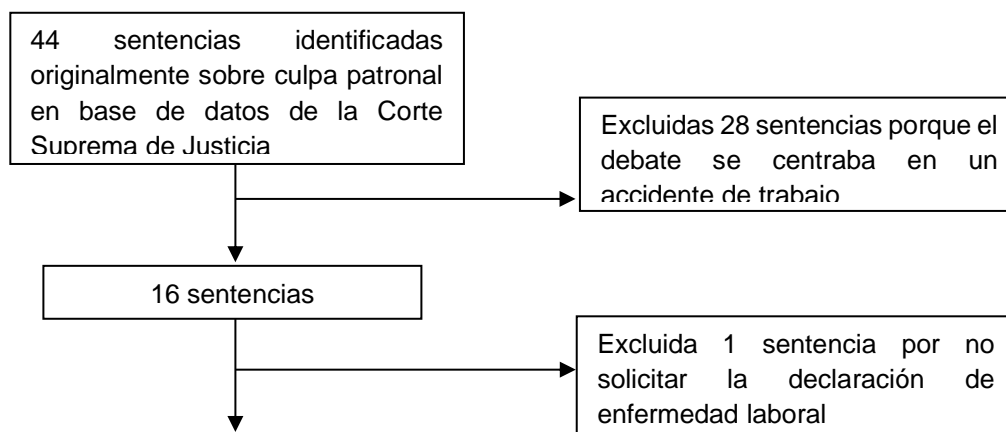 44 sentencias identificadas
originalmente sobre culpa patronal
en base de datos de la Corte
Suprema de Justicia
Excluidas 28 sentencias porque el
debate se centraba en un
accidente de trabajo
16 sentencias
Excluida 1 sentencia por no
solicitar la declaración de
enfermedad laboral